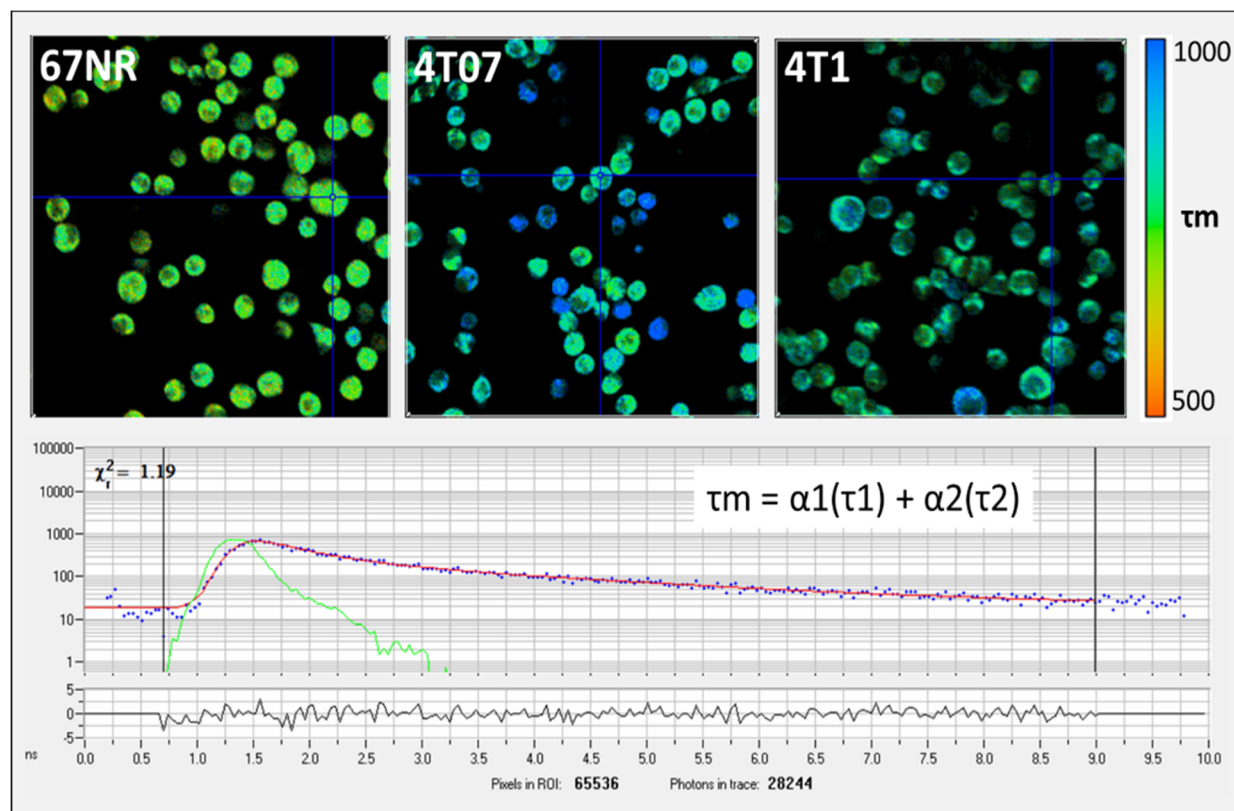 67NR
4T07
4T1
1000
τm
500
100000
10000
1000
100
10
1
χ²r = 1.19
τm = α1(τ1) + α2(τ2)
5
0
-5
ns
0.0 0.5 1.0 1.5 2.0 2.5 3.0 3.5 4.0 4.5 5.0 5.5 6.0 6.5 7.0 7.5 8.0 8.5 9.0 9.5 10.0
Pixels in ROI: 65536 Photons in trace: 28244